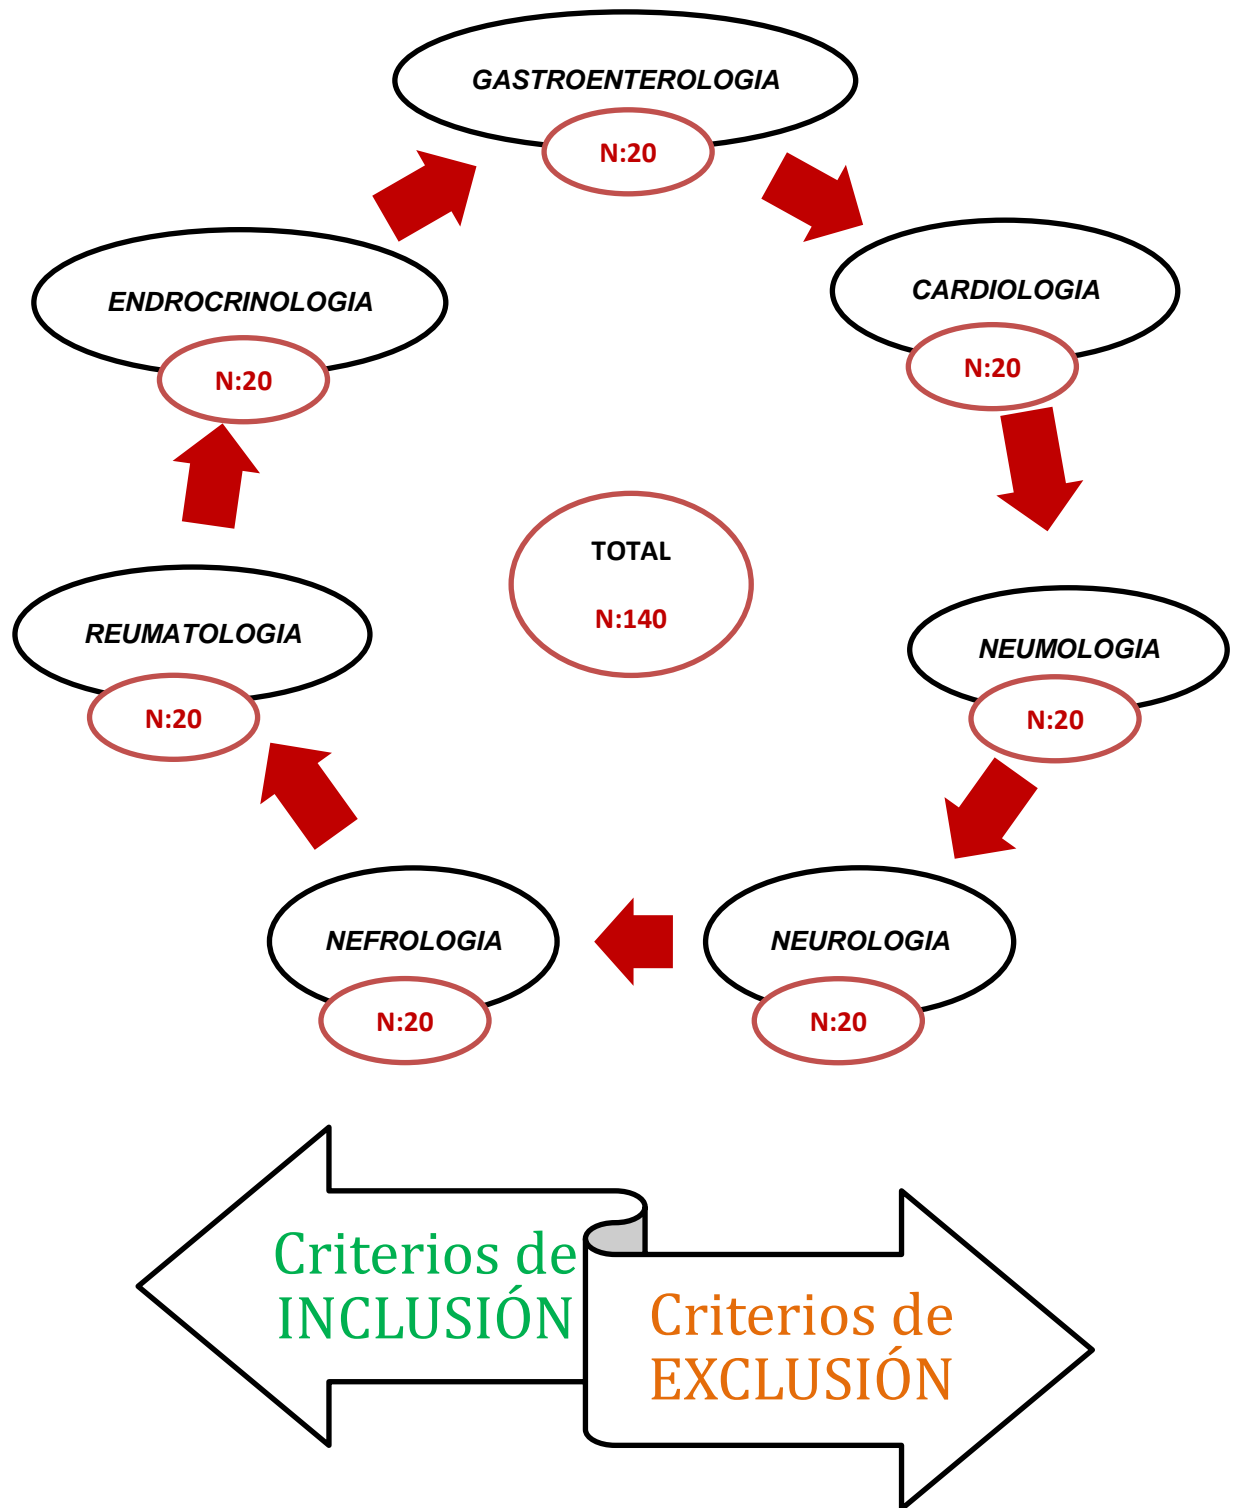 GASTROENTEROLOGIA
N:20
CARDIOLOGIA
N:20
NEUMOLOGIA
N:20
NEUROLOGIA
N:20
NEFROLOGIA
N:20
REUMATOLOGIA
N:20
ENDROCRINOLOGIA
N:20
TOTAL
N:140
Criterios de
INCLUSIÓN
Criterios de
EXCLUSIÓN